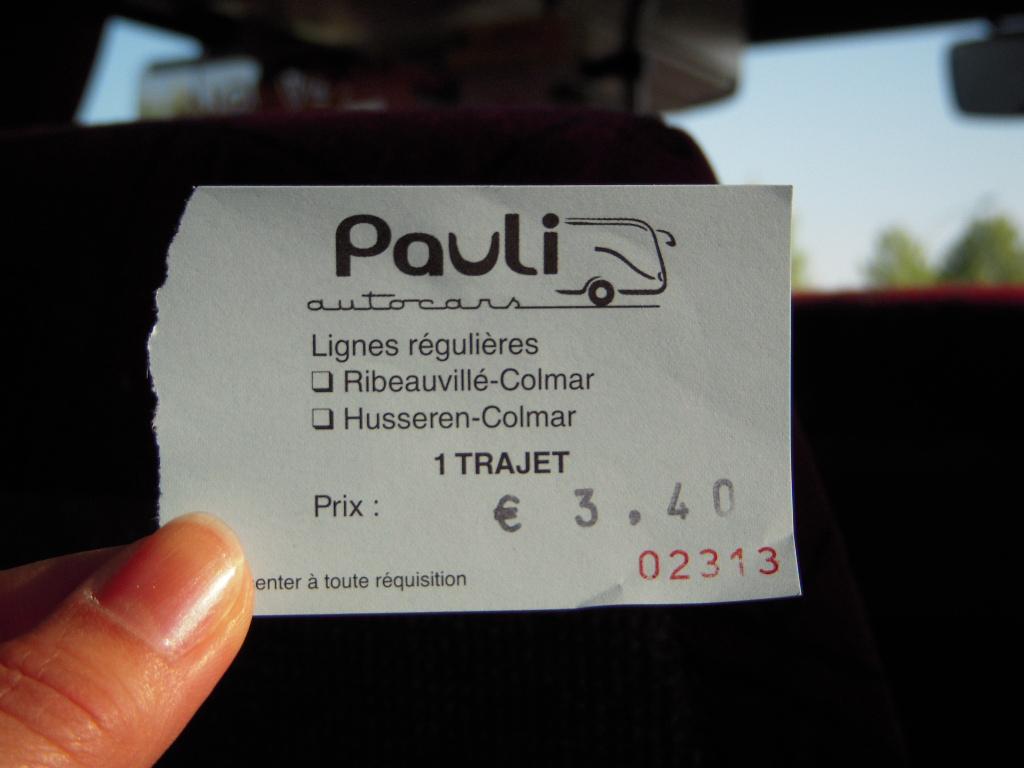 Pauli
autocars
Lignes régulières
❏ Ribeauvillé-Colmar
❏ Husseren-Colmar
1 TRAJET
Prix : € 3.40
02313
enter à toute réquisition